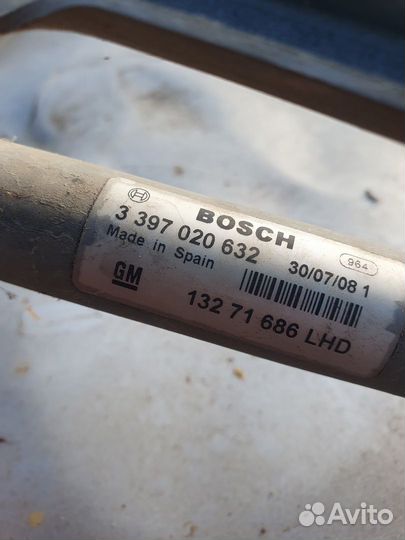 BOSCH
3 397 020 632
964
Made in Spain
30/07/08 1
GM
132 71 686 LHD
Avito